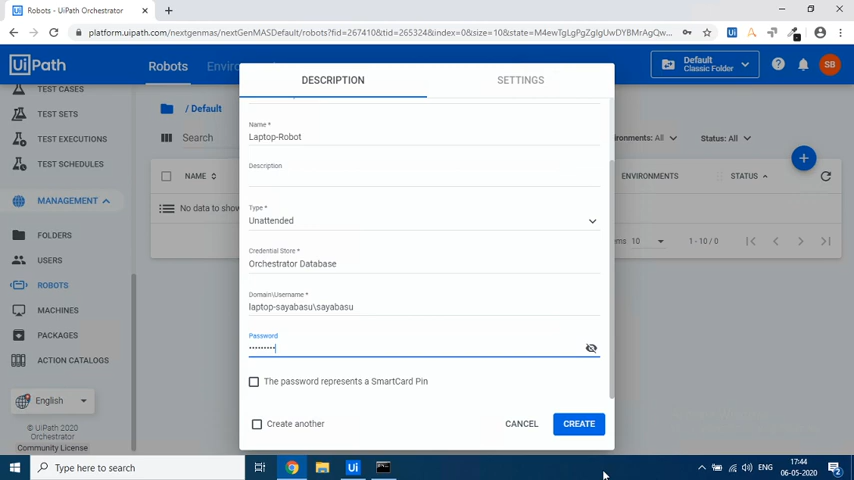 Robots - UiPath Orchestrator
platform.uipath.com/nextgenmas/nextGenMASDefault/robots?fid=267410&tid=265324&index=0&size=10&state=M4ewTgLgPgZglgUwDYBMrAgQw...
UiPath
Robots
Default
Classic Folder
SB
TEST CASES
TEST SETS
TEST EXECUTIONS
TEST SCHEDULES
MANAGEMENT
FOLDERS
USERS
ROBOTS
MACHINES
PACKAGES
ACTION CATALOGS
English
© UiPath 2020
Orchestrator
Community License
/ Default
Search
All
Status: All
NAME
ENVIRONMENTS
STATUS
No data to show
10
1-10 / 0
DESCRIPTION
SETTINGS
Name *
Laptop-Robot
Description
Type *
Unattended
Credential Store *
Orchestrator Database
Domain\Username *
laptop-sayabasu\sayabasu
Password
•••••••••
The password represents a SmartCard Pin
Create another
CANCEL
CREATE
Type here to search
ENG
17:44
06-05-2020
2